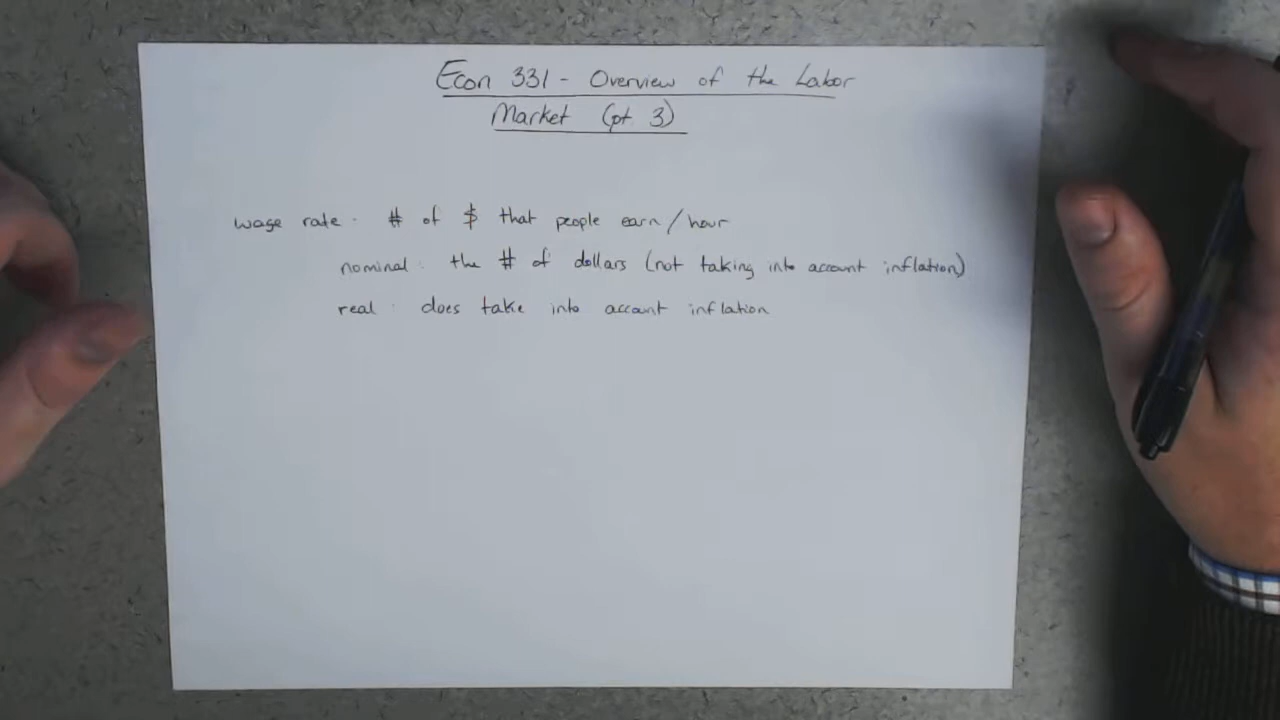 Econ 331 - Overview of the Labor
Market (pt. 3)
wage rate: # of $ that people earn/hour
nominal: the # of dollars (not taking into account inflation)
real: does take into account inflation